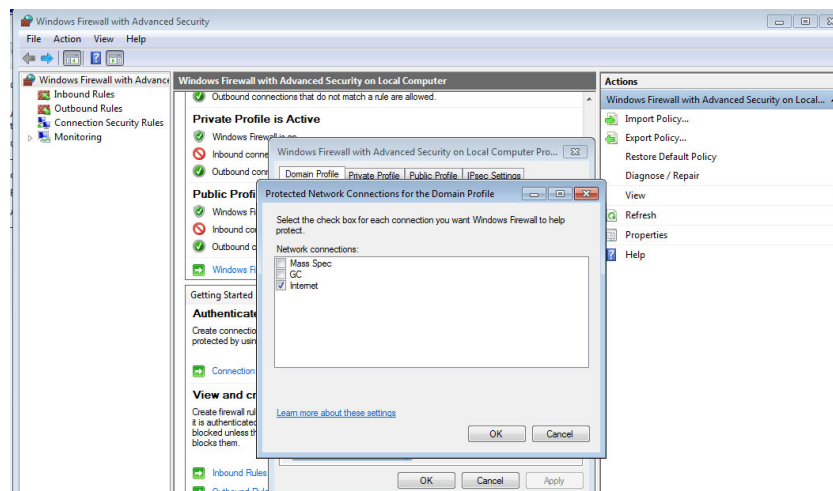 Windows Firewall with Advanced Security
File Action View Help
Windows Firewall with Advance
Inbound Rules
Outbound Rules
Connection Security Rules
Monitoring
Windows Firewall with Advanced Security on Local Computer
Outbound connections that do not match a rule are allowed.
Private Profile is Active
Windows Firewall is on
Inbound conne
Outbound conn
Public Profi
Windows Fi
Inbound co
Outbound c
Windows Fi
Getting Started
Authenticate
Create connectio
protected by usin
Connection
View and cr
Create firewall rul
it is authenticated
blocked unless th
blocks them.
Inbound Rules
Outbound Rule
Windows Firewall with Advanced Security on Local Computer Pro...
Domain Profile Private Profile Public Profile IPsec Settings
Protected Network Connections for the Domain Profile
Select the check box for each connection you want Windows Firewall to help
protect.
Network connections:
Mass Spec
GC
Internet
Learn more about these settings
OK Cancel
OK Cancel Apply
Actions
Windows Firewall with Advanced Security on Local...
Import Policy...
Export Policy...
Restore Default Policy
Diagnose / Repair
View
Refresh
Properties
Help